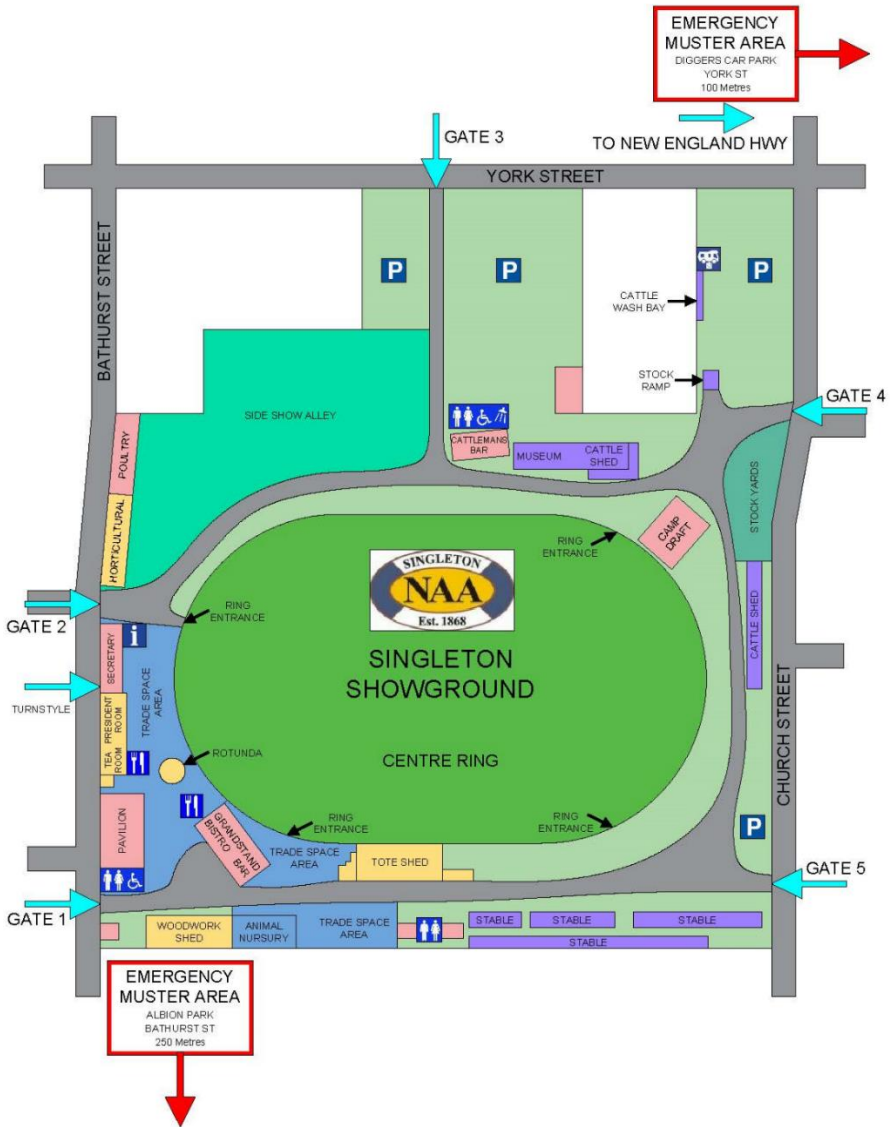 EMERGENCY
MUSTER AREA
DIGGERS CAR PARK
YORK ST
100 Metres
GATE 3
TO NEW ENGLAND HWY
YORK STREET
BATHURST STREET
P
P
P
CATTLE
WASH BAY
STOCK
RAMP
GATE 4
SIDE SHOW ALLEY
POULTRY
HORTICULTURAL
CATTLEMANS
BAR
MUSEUM
CATTLE
SHED
STOCK YARDS
CAMP
DRAFT
RING
ENTRANCE
SINGLETON
NAA
Est. 1868
RING
ENTRANCE
GATE 2
SECRETARY
i
TRADE SPACE
AREA
SINGLETON
SHOWGROUND
CATTLE SHED
CHURCH STREET
TURNSTYLE
PRESIDENT
ROOM
TEA
ROOM
ROTUNDA
CENTRE RING
PAVILION
GRANDSTAND
BISTRO BAR
RING
ENTRANCE
RING
ENTRANCE
P
TRADE SPACE
AREA
TOTE SHED
GATE 5
GATE 1
WOODWORK
SHED
ANIMAL
NURSURY
TRADE SPACE
AREA
STABLE
STABLE
STABLE
STABLE
EMERGENCY
MUSTER AREA
ALBION PARK
BATHURST ST
250 Metres